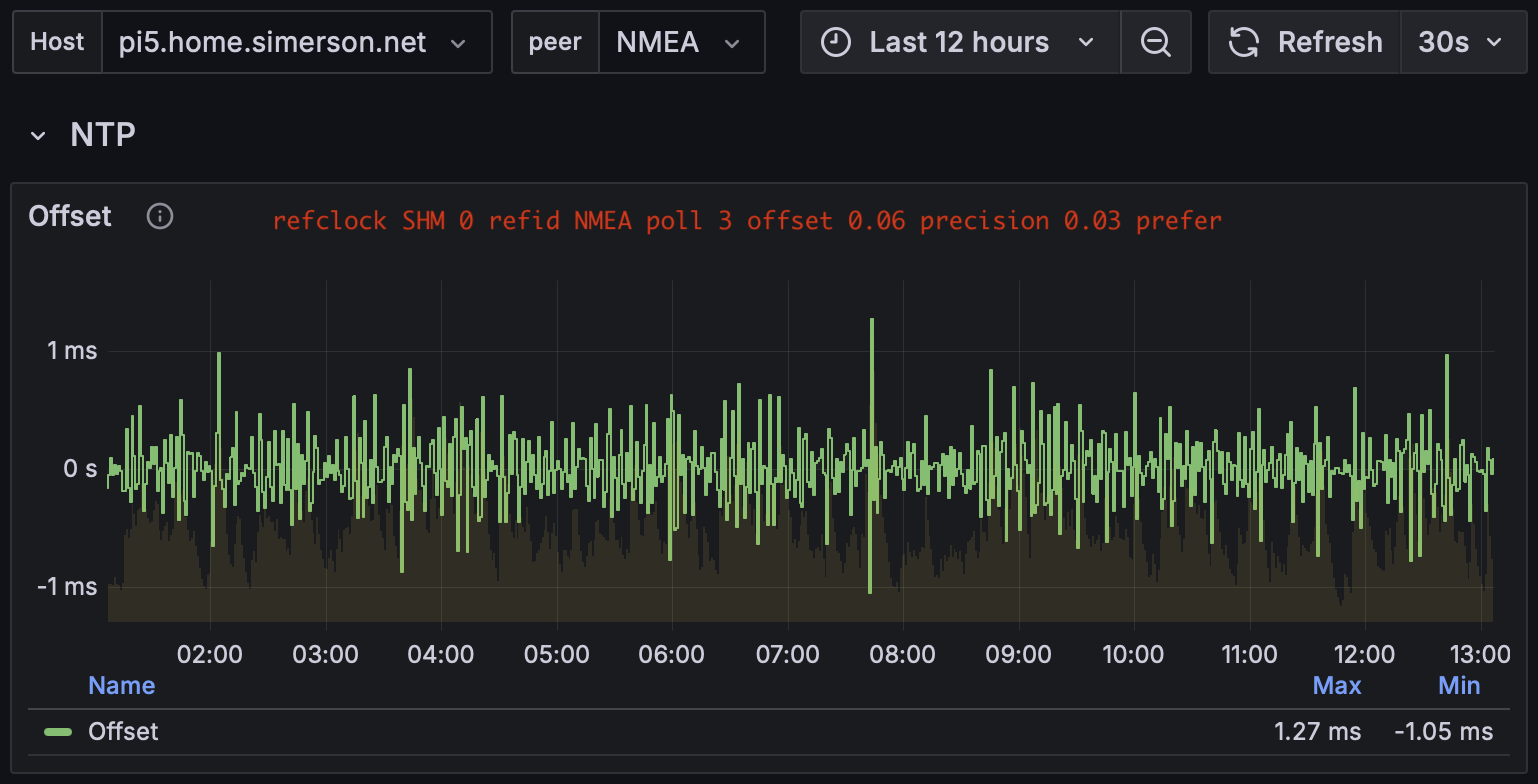 Host pi5.home.simerson.net peer NMEA Last 12 hours Refresh 30s
NTP
Offset refclock SHM 0 refid NMEA poll 3 offset 0.06 precision 0.03 prefer
1 ms
0 s
-1 ms
02:00 03:00 04:00 05:00 06:00 07:00 08:00 09:00 10:00 11:00 12:00 13:00
Name Max Min
Offset 1.27 ms -1.05 ms